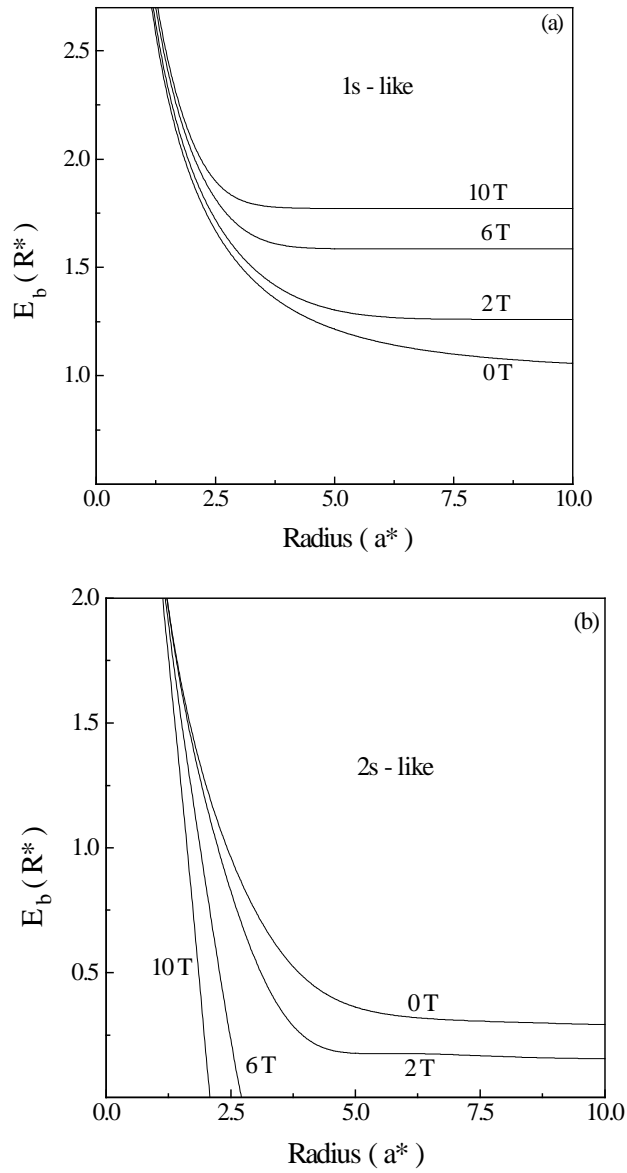 (a)
2.5
1s - like
2.0
10 T
6 T
1.5
2 T
1.0
0 T
E_b ( R* )
0.0
2.5
5.0
7.5
10.0
Radius ( a* )
2.0
(b)
1.5
2s - like
1.0
10 T
0.5
0 T
6 T
2 T
E_b ( R* )
0.0
2.5
5.0
7.5
10.0
Radius ( a* )